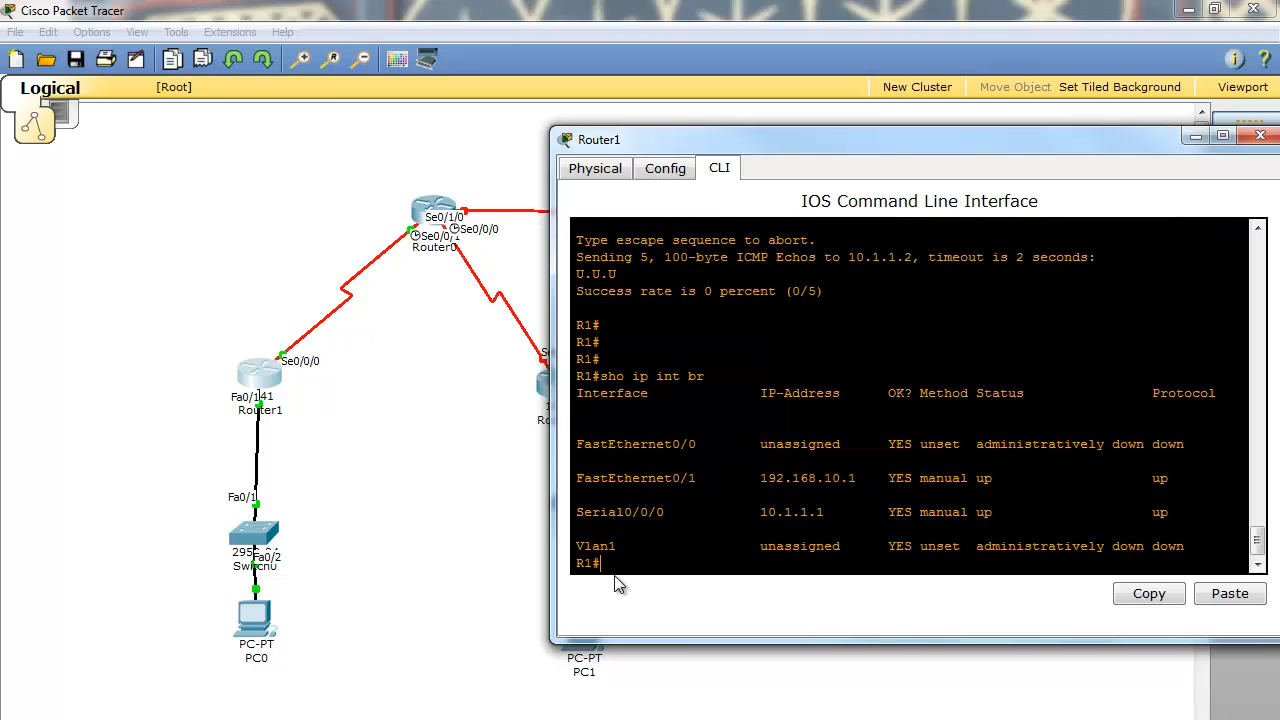 Cisco Packet Tracer
File Edit Options View Tools Extensions Help
Logical [Root] New Cluster Move Object Set Tiled Background Viewport
Router1
Physical Config CLI
IOS Command Line Interface
Type escape sequence to abort.
Sending 5, 100-byte ICMP Echos to 10.1.1.2, timeout is 2 seconds:
U.U.U
Success rate is 0 percent (0/5)
R1#
R1#
R1#
R1#sho ip int br
Interface IP-Address OK? Method Status Protocol
FastEthernet0/0 unassigned YES unset administratively down down
FastEthernet0/1 192.168.10.1 YES manual up up
Serial0/0/0 10.1.1.1 YES manual up up
Vlan1 unassigned YES unset administratively down down
R1#
Copy Paste
Se0/1/0
Se0/0/0
Router0
Se0/0/0
Router1
Fa0/1
Fa0/2
PC-PT
PC0
PC-PT
PC1